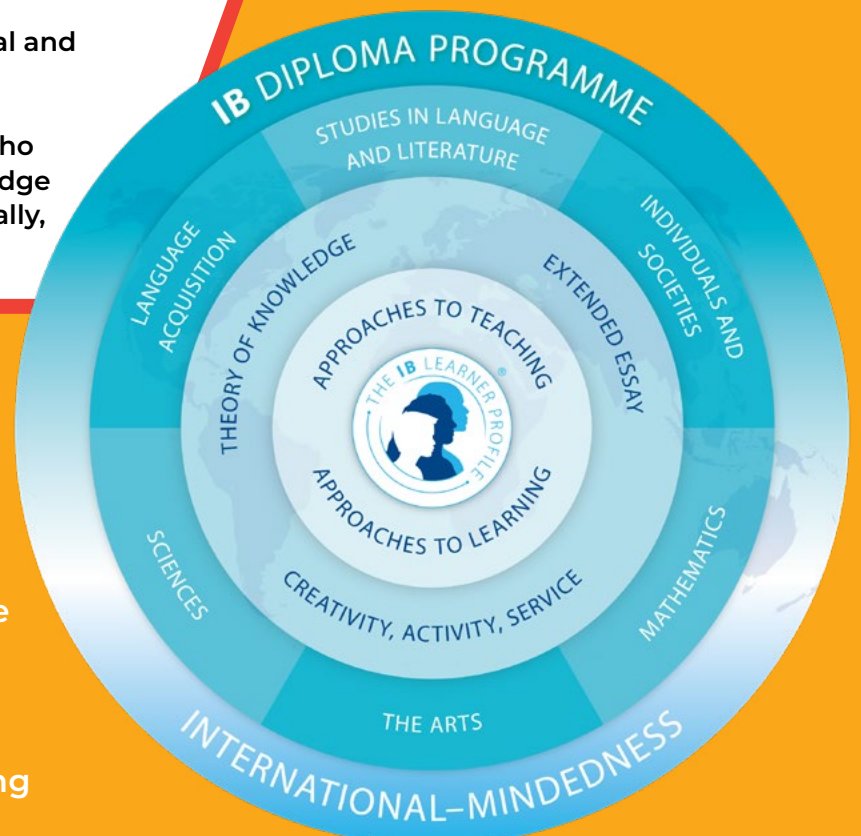 al and
ho
dge
ally,
IB DIPLOMA PROGRAMME
STUDIES IN LANGUAGE
AND LITERATURE
LANGUAGE
ACQUISITION
INDIVIDUALS AND
SOCIETIES
THEORY OF KNOWLEDGE
EXTENDED ESSAY
APPROACHES TO TEACHING
THE IB LEARNER PROFILE
®
APPROACHES TO LEARNING
SCIENCES
MATHEMATICS
CREATIVITY, ACTIVITY, SERVICE
THE ARTS
INTERNATIONAL–MINDEDNESS
e
ng